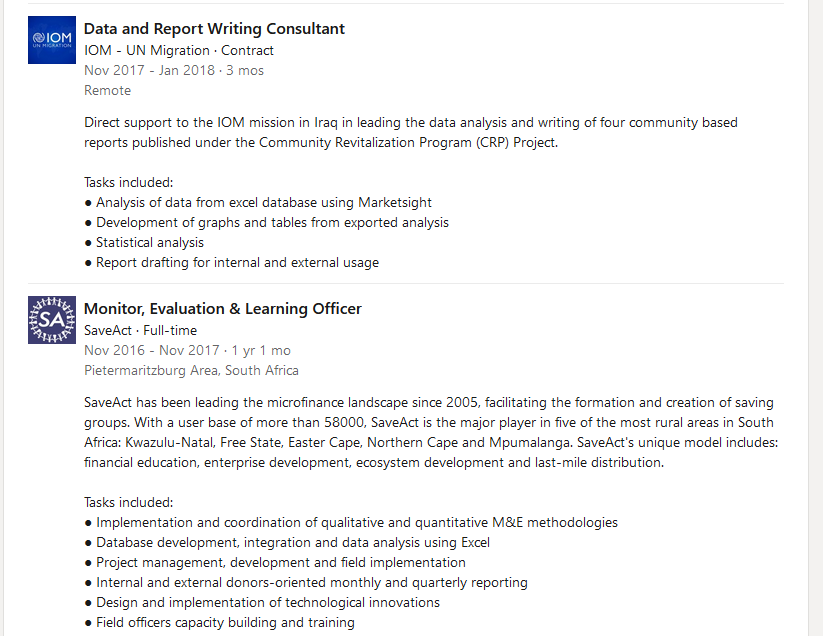 IOM
UN MIGRATION
Data and Report Writing Consultant
IOM - UN Migration · Contract
Nov 2017 - Jan 2018 · 3 mos
Remote
Direct support to the IOM mission in Iraq in leading the data analysis and writing of four community based
reports published under the Community Revitalization Program (CRP) Project.
Tasks included:
● Analysis of data from excel database using Marketsight
● Development of graphs and tables from exported analysis
● Statistical analysis
● Report drafting for internal and external usage
SA
Monitor, Evaluation & Learning Officer
SaveAct · Full-time
Nov 2016 - Nov 2017 · 1 yr 1 mo
Pietermaritzburg Area, South Africa
SaveAct has been leading the microfinance landscape since 2005, facilitating the formation and creation of saving
groups. With a user base of more than 58000, SaveAct is the major player in five of the most rural areas in South
Africa: Kwazulu-Natal, Free State, Easter Cape, Northern Cape and Mpumalanga. SaveAct's unique model includes:
financial education, enterprise development, ecosystem development and last-mile distribution.
Tasks included:
● Implementation and coordination of qualitative and quantitative M&E methodologies
● Database development, integration and data analysis using Excel
● Project management, development and field implementation
● Internal and external donors-oriented monthly and quarterly reporting
● Design and implementation of technological innovations
● Field officers capacity building and training